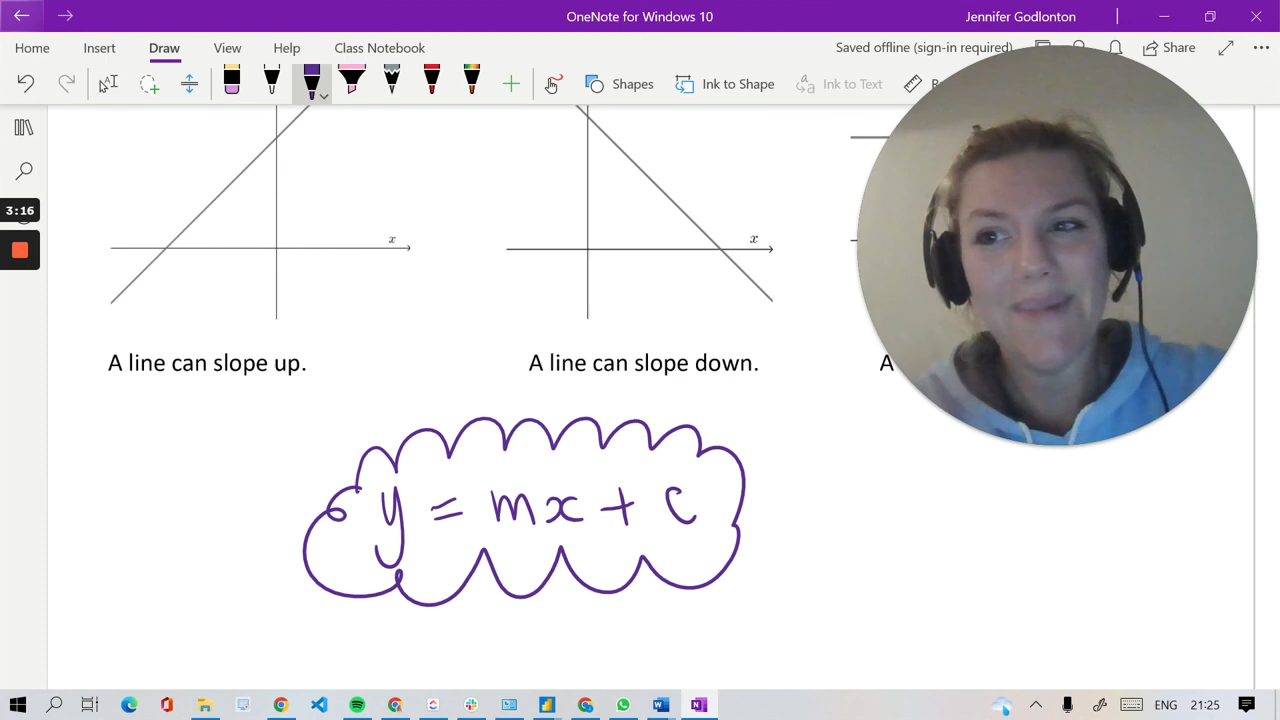 OneNote for Windows 10
Jennifer Godlonton
Home Insert Draw View Help Class Notebook
Saved offline (sign-in required)
Share
Shapes
Ink to Shape
Ink to Text
3:16
x
x
A line can slope up.
A line can slope down.
A
y = mx + c
ENG
21:25